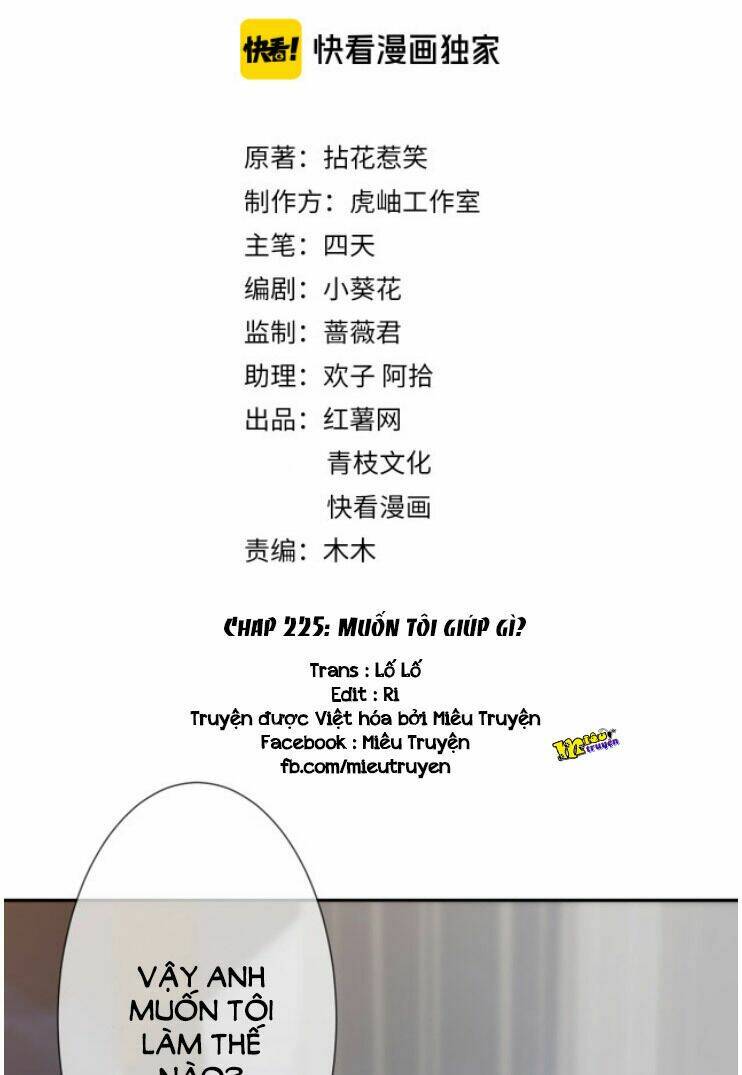 快看! 快看漫画独家
原著：拈花惹笑
制作方：虎岫工作室
主笔：四天
编剧：小葵花
监制：蔷薇君
助理：欢子 阿拾
出品：红薯网
青枝文化
快看漫画
责编：木木
CHAP 225: MUỐN TÔI GIÚP GÌ?
Trans : Lố Lố
Edit : Ri
Truyện được Việt hóa bởi Miêu Truyện
Facebook : Miêu Truyện
Miêu truyện
fb.com/mieutruyen
VẬY ANH
MUỐN TÔI
LÀM THẾ
NÀO?